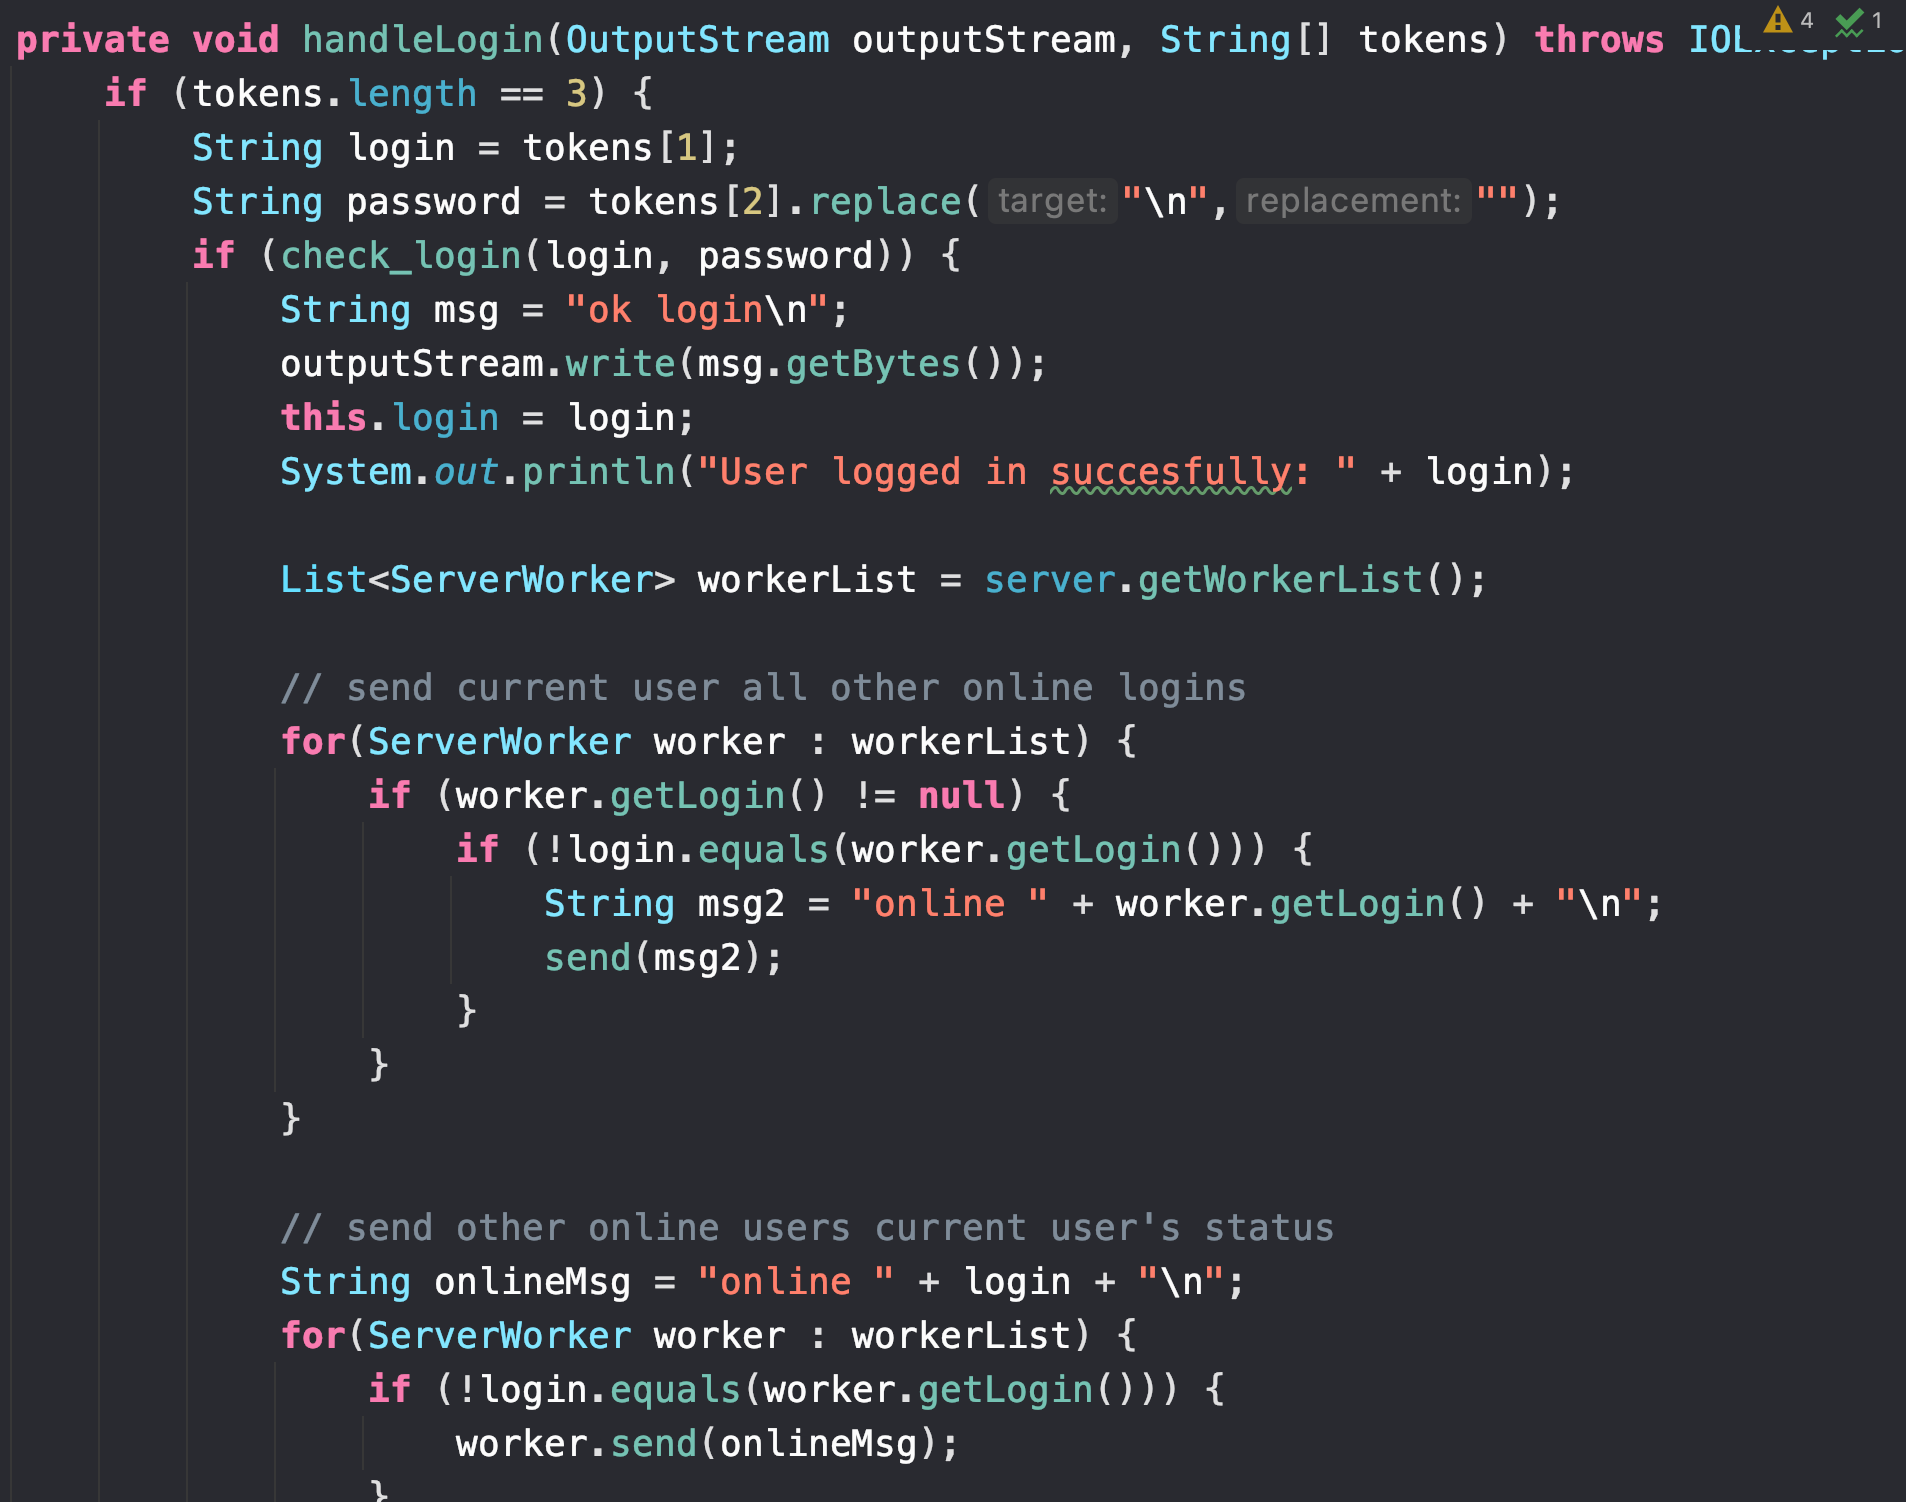 private void handleLogin(OutputStream outputStream, String[] tokens) throws 4 1
if (tokens.length == 3) {
String login = tokens[1];
String password = tokens[2].replace( target: "\n", replacement: "");
if (check_login(login, password)) {
String msg = "ok login\n";
outputStream.write(msg.getBytes());
this.login = login;
System.out.println("User logged in succesfully: " + login);
List<ServerWorker> workerList = server.getWorkerList();
// send current user all other online logins
for(ServerWorker worker : workerList) {
if (worker.getLogin() != null) {
if (!login.equals(worker.getLogin())) {
String msg2 = "online " + worker.getLogin() + "\n";
send(msg2);
}
}
}
// send other online users current user's status
String onlineMsg = "online " + login + "\n";
for(ServerWorker worker : workerList) {
if (!login.equals(worker.getLogin())) {
worker.send(onlineMsg);
}